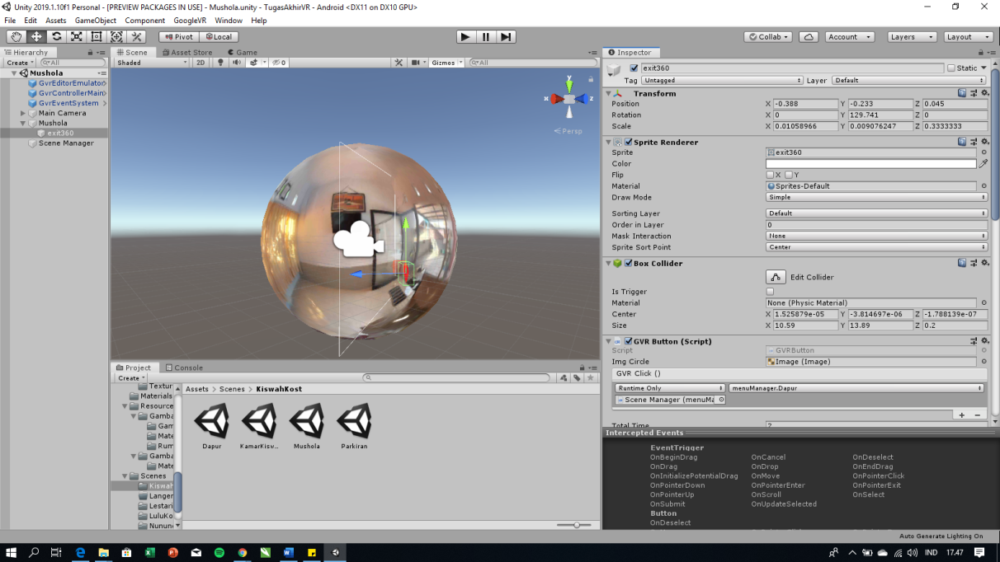 Unity 2019.1.10f1 Personal - [PREVIEW PACKAGES IN USE] - Mushola.unity - TugasAkhirVR - Android <DX11 on DX10 GPU>
File Edit Assets GameObject Component GoogleVR Window Help
Pivot Local Collab Account Layers Layout
Hierarchy
Create All
Mushola
GvrEditorEmulator
GvrControllerMain
GvrEventSystem
Main Camera
Mushola
exit360
Scene Manager
Scene Asset Store Game
Shaded 2D 0 Gizmos All
y
x z
Persp
Inspector
exit360 Static
Tag Untagged Layer Default
Transform
Position X -0.388 Y -0.233 Z 0.045
Rotation X 0 Y 129.741 Z 0
Scale X 0.01058966 Y 0.009076247 Z 0.3333333
Sprite Renderer
Sprite exit360
Color
Flip X Y
Material Sprites-Default
Draw Mode Simple
Sorting Layer Default
Order in Layer 0
Mask Interaction None
Sprite Sort Point Center
Box Collider
Edit Collider
Is Trigger
Material None (Physic Material)
Center X 1.525879e-05 Y -3.814697e-06 Z -1.788139e-07
Size X 10.59 Y 13.89 Z 0.2
GVR Button (Script)
Script GVRButton
Img Circle Image (Image)
GVR Click ()
Runtime Only menuManager.Dapur
Scene Manager (menuMa
+ -
Total Time 2
Intercepted Events
EventTrigger
OnBeginDrag OnCancel OnDeselect
OnDrag OnDrop OnEndDrag
OnInitializePotentialDrag OnMove OnPointerClick
OnPointerDown OnPointerEnter OnPointerExit
OnPointerUp OnScroll OnSelect
OnSubmit OnUpdateSelected
Button
OnDeselect
Project Console
Create
Textur
Materials
Resource
Gamba
Gam
Mate
Rum
Gamba
Mate
Scenes
Kiswah
Langer
Lestari
LuluKo
Nunun
Assets > Scenes > KiswahKost
Dapur KamarKisw... Mushola Parkiran
Auto Generate Lighting On
IND 17.47